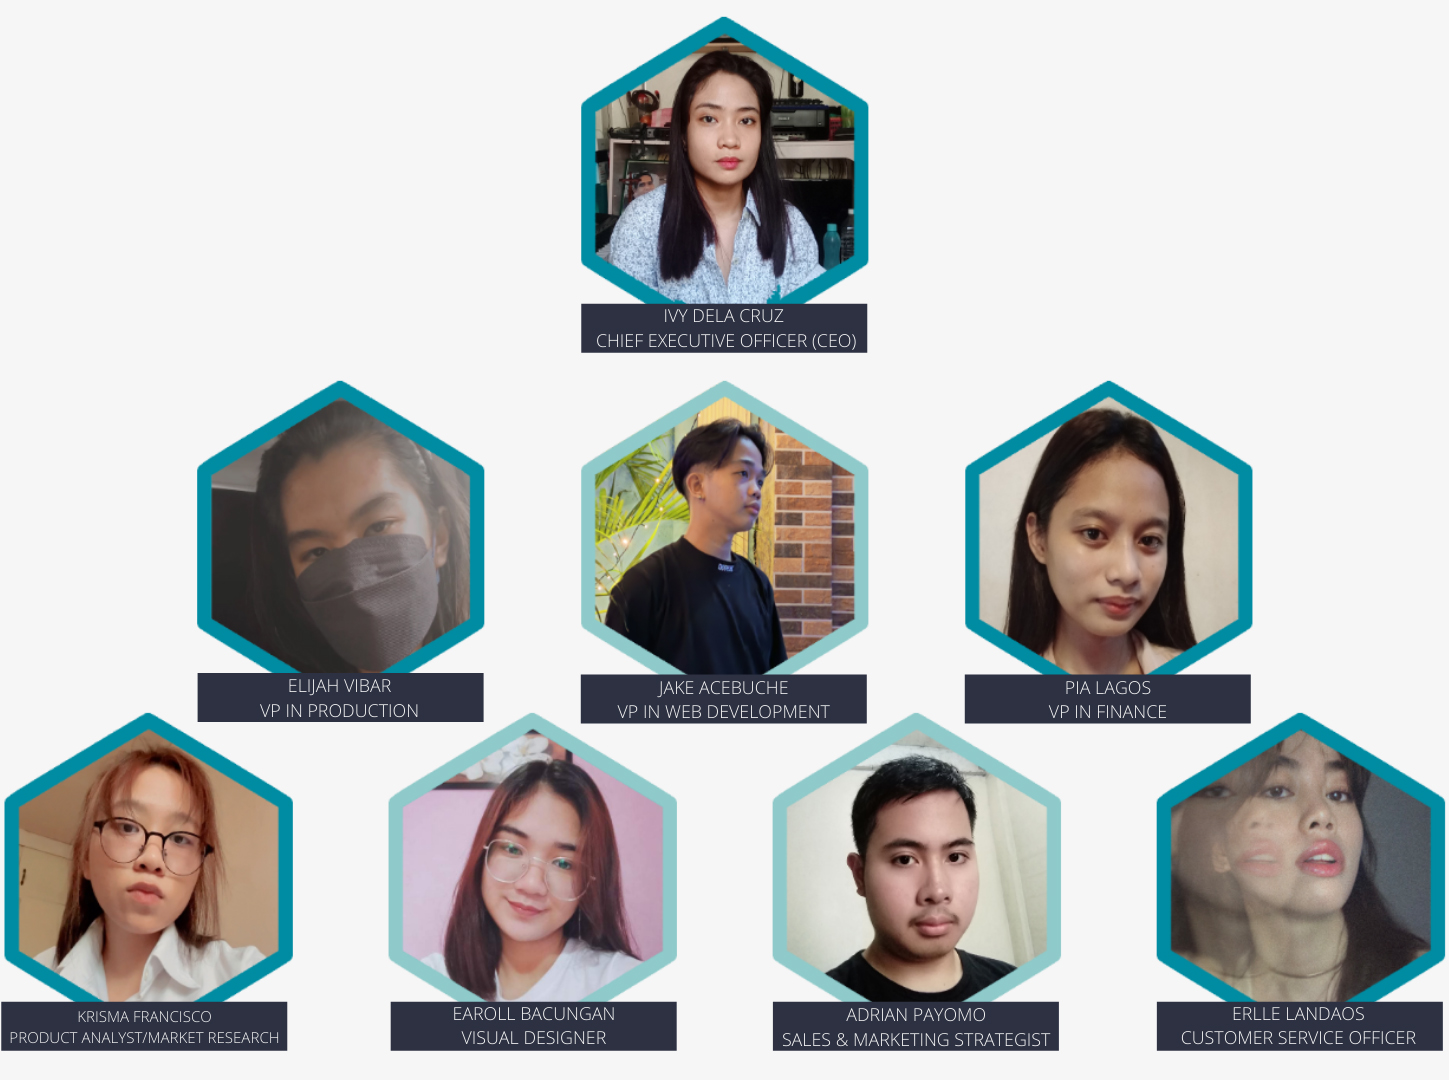 IVY DELA CRUZ
CHIEF EXECUTIVE OFFICER (CEO)
ELIJAH VIBAR
VP IN PRODUCTION
JAKE ACEBUCHE
VP IN WEB DEVELOPMENT
PIA LAGOS
VP IN FINANCE
KRISMA FRANCISCO
PRODUCT ANALYST/MARKET RESEARCH
EAROLL BACUNGAN
VISUAL DESIGNER
ADRIAN PAYOMO
SALES & MARKETING STRATEGIST
ERLLE LANDAOS
CUSTOMER SERVICE OFFICER